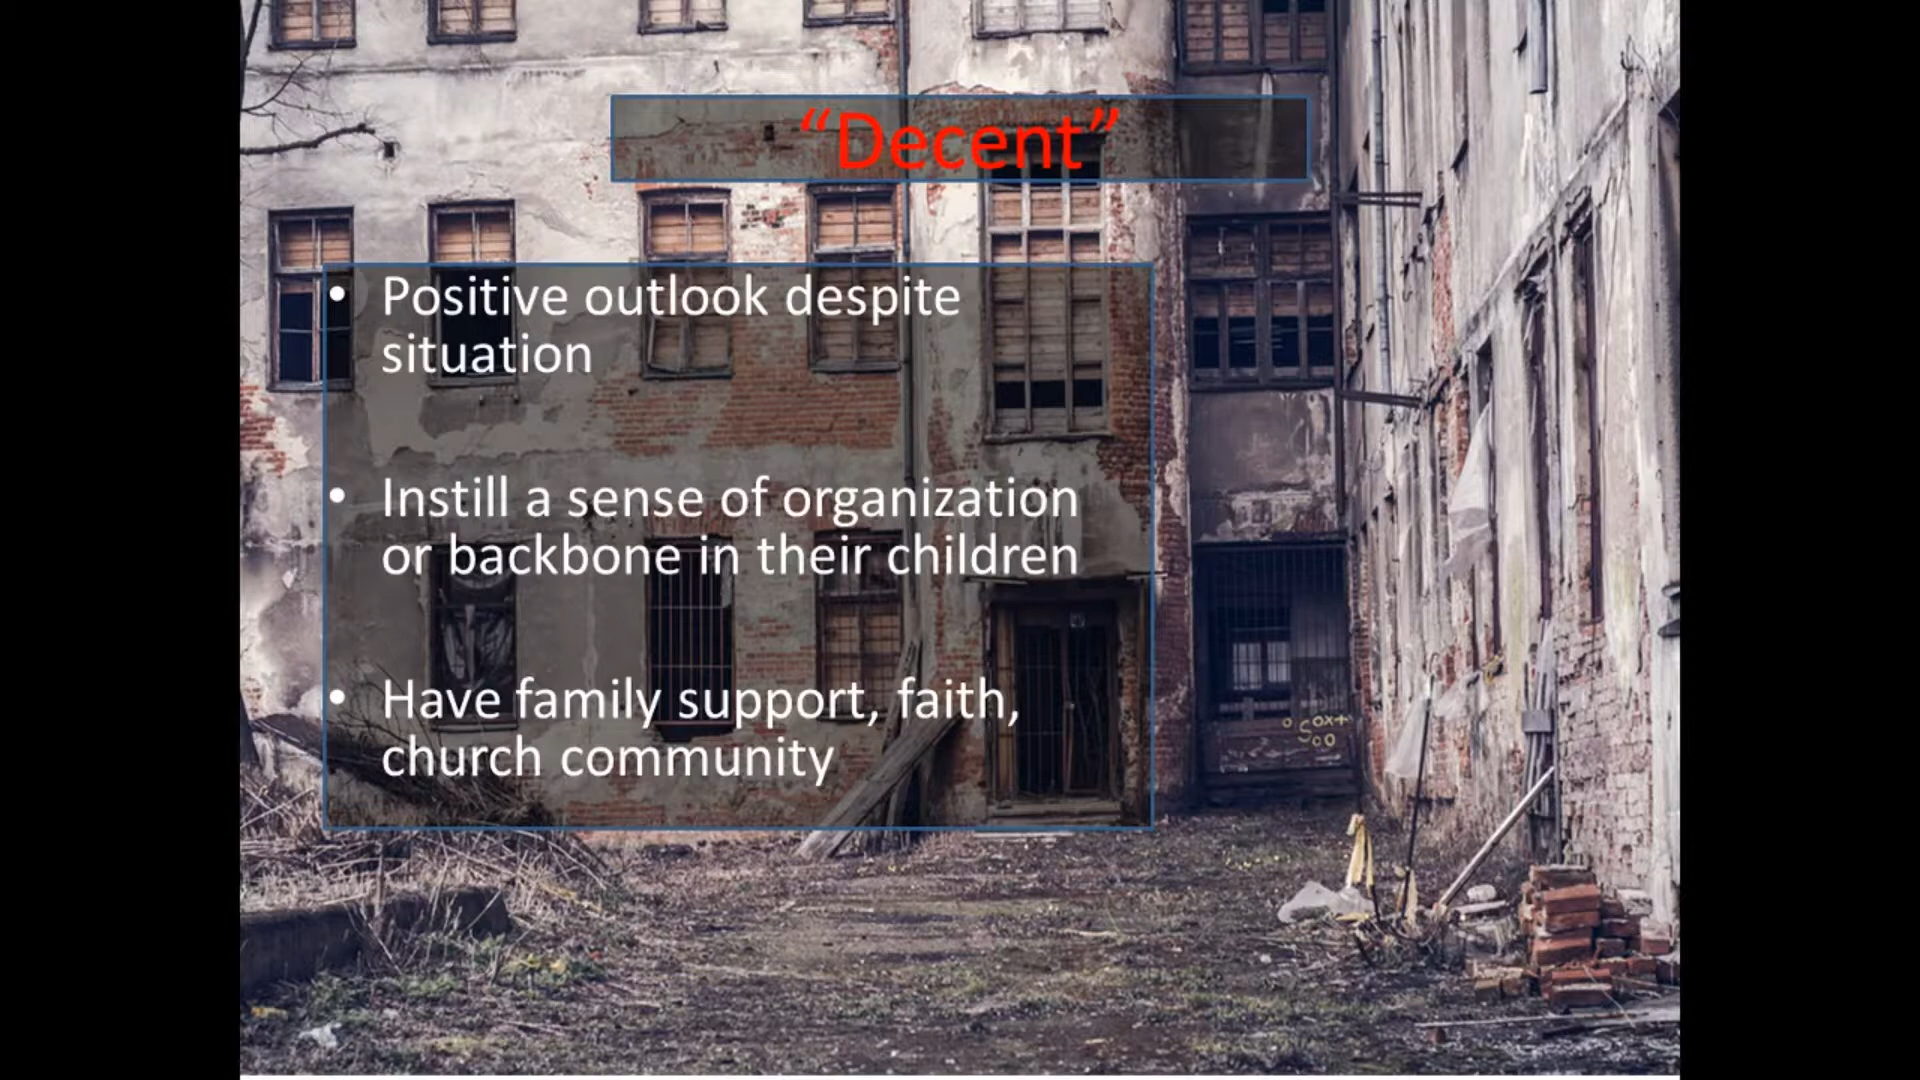 “Decent”
• Positive outlook despite
situation
• Instill a sense of organization
or backbone in their children
• Have family support, faith,
church community